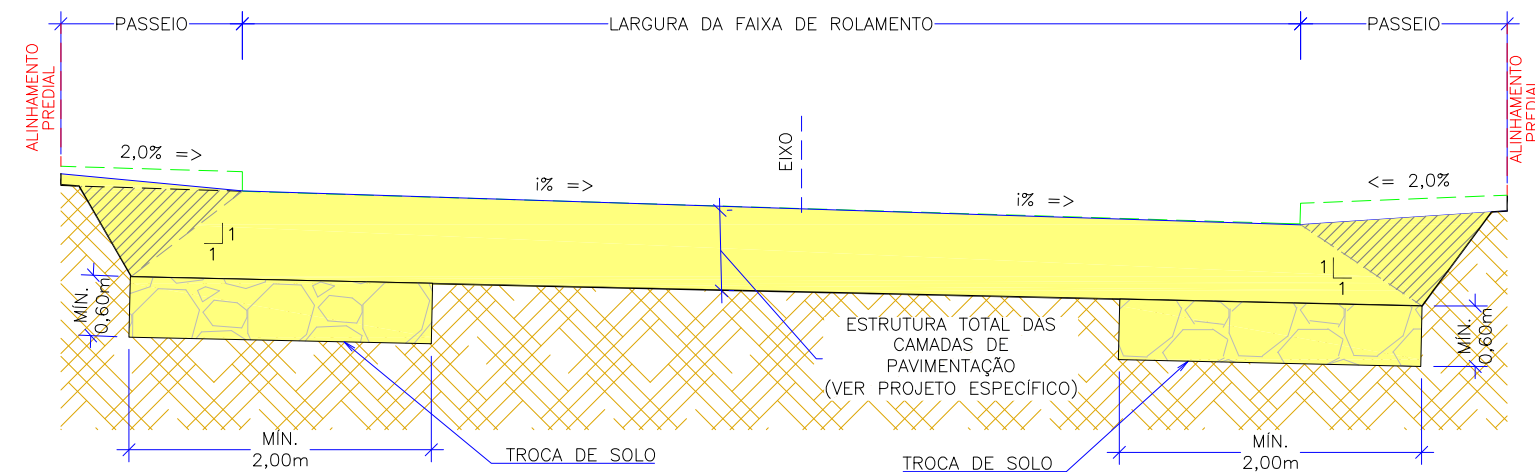 PASSEIO
LARGURA DA FAIXA DE ROLAMENTO
PASSEIO
ALINHAMENTO
PREDIAL
ALINHAMENTO
PREDIAL
2,0% =>
i% =>
EIXO
i% =>
<= 2,0%
1
1
1
1
MÍN.
0,60m
MÍN.
0,60m
ESTRUTURA TOTAL DAS
CAMADAS DE
PAVIMENTAÇÃO
(VER PROJETO ESPECÍFICO)
MÍN.
2,00m
TROCA DE SOLO
TROCA DE SOLO
MÍN.
2,00m